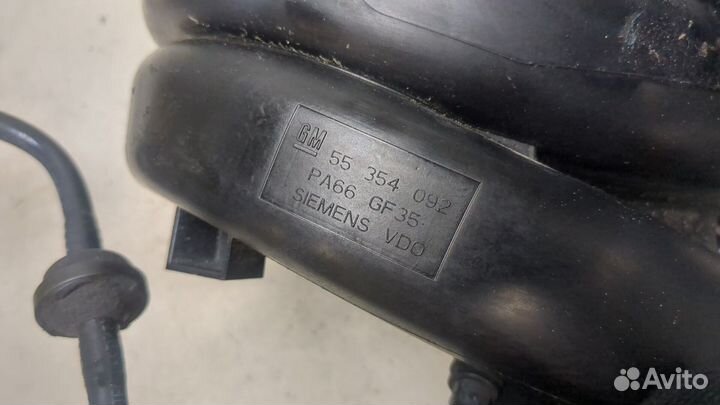 GM 55 354 092
PA66 GF35
SIEMENS VDO
Avito